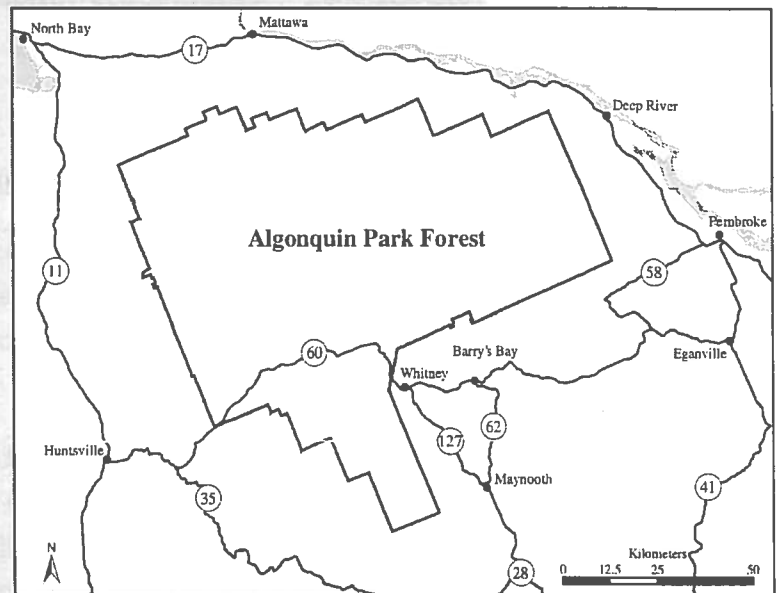 North Bay
Mattawa
17
Deep River
Pembroke
Algonquin Park Forest
11
58
60
Barry's Bay
Eganville
Whitney
62
127
Huntsville
Maynooth
35
41
N
Kilometers
28
0 12.5 25 50